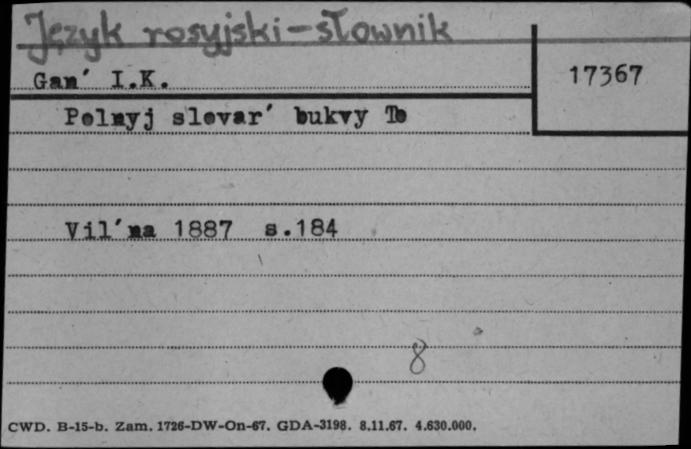 Język rosyjski-słownik
Gan´ I.K.
17367
Polnyj slovar´ bukvy
Vil´na 1887 s.184
8
CWD. B-15-b. Zam. 1726-DW-On-67. GDA-3198. 8.11.67. 4.630.000.